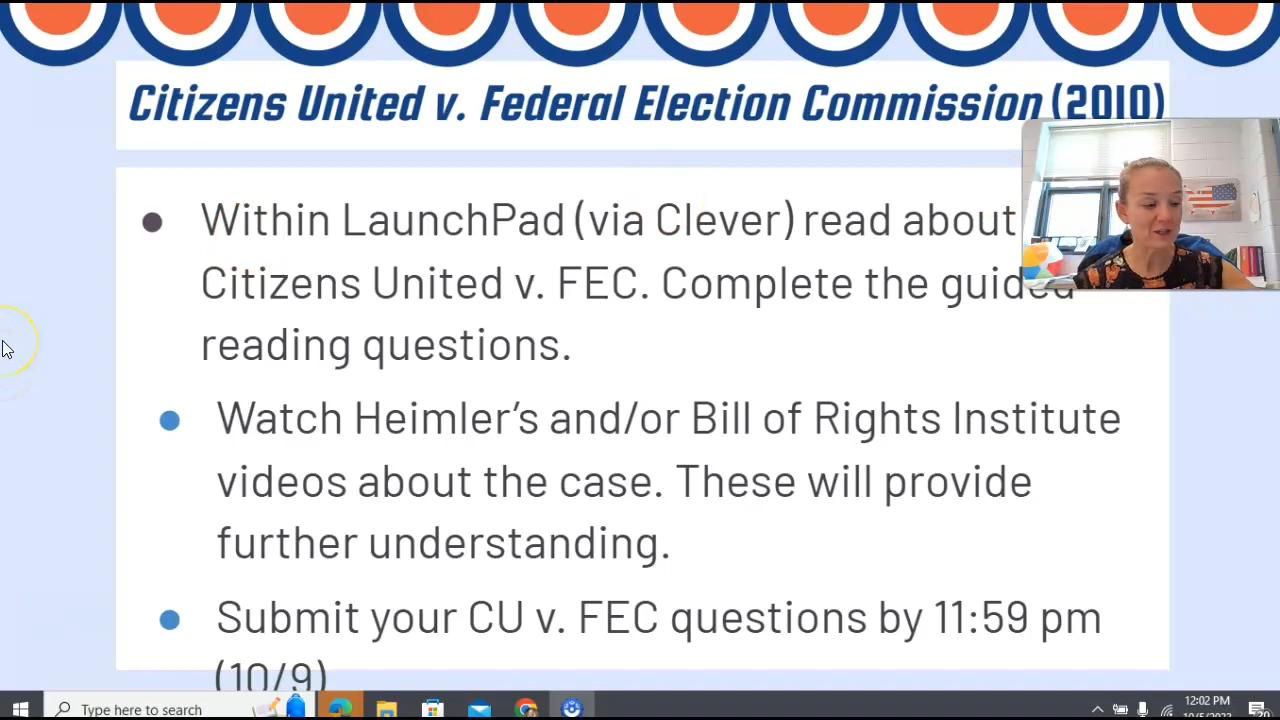 Citizens United v. Federal Election Commission (2010)
Within LaunchPad (via Clever) read about
Citizens United v. FEC. Complete the guided
reading questions.
Watch Heimler’s and/or Bill of Rights Institute
videos about the case. These will provide
further understanding.
Submit your CU v. FEC questions by 11:59 pm
(10/9)
Type here to search
12:02 PM